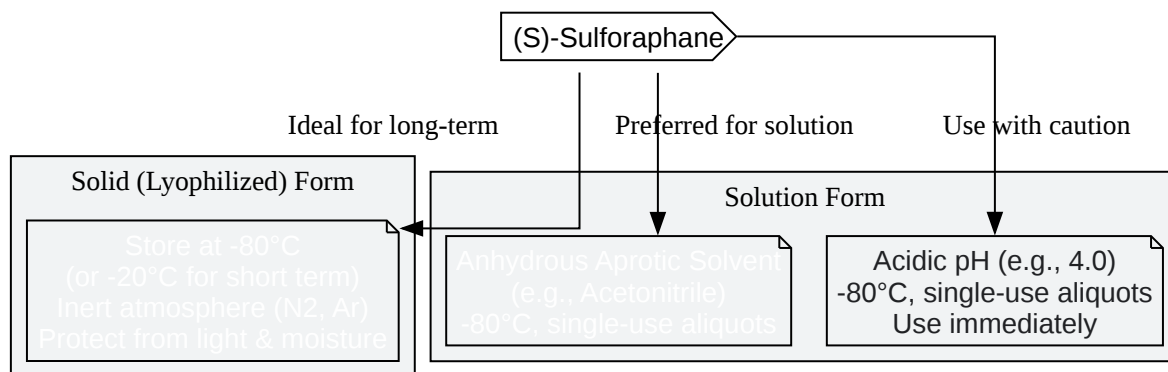 (S)-Sulforaphane
Ideal for long-term
Preferred for solution
Use with caution
Solid (Lyophilized) Form
Store at -80°C
(or -20°C for short term)
Inert atmosphere (N2, Ar)
Protect from light & moisture
Solution Form
Anhydrous Aprotic Solvent
(e.g., Acetonitrile)
-80°C, single-use aliquots
Acidic pH (e.g., 4.0)
-80°C, single-use aliquots
Use immediately